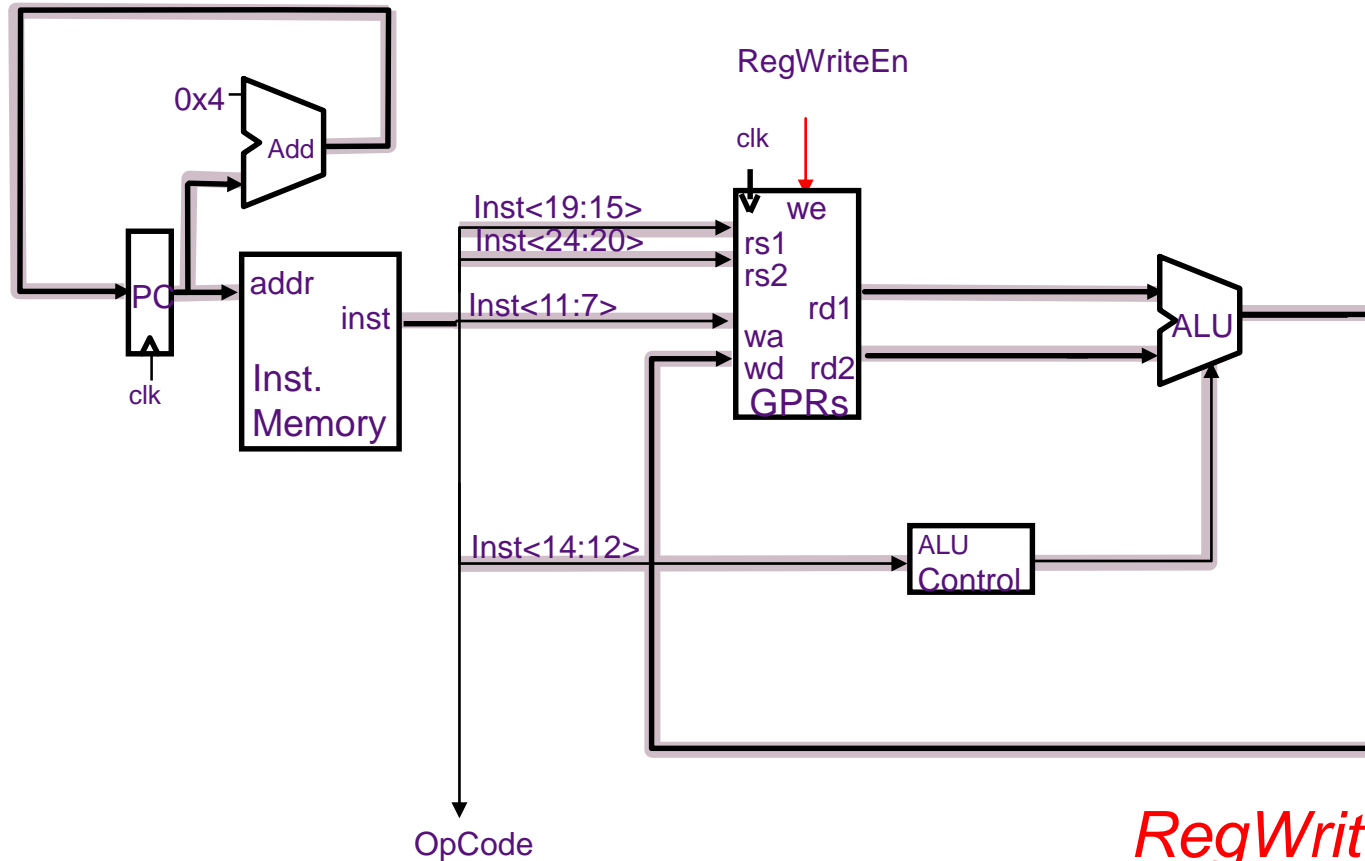 RegWriteEn
0x4
Add
clk
Inst<19:15>
we
Inst<24:20>
rs1
rs2
PC
addr
inst
Inst<11:7>
rd1
ALU
wa
wd
rd2
GPRs
clk
Inst.
Memory
Inst<14:12>
ALU
Control
OpCode
RegWrit